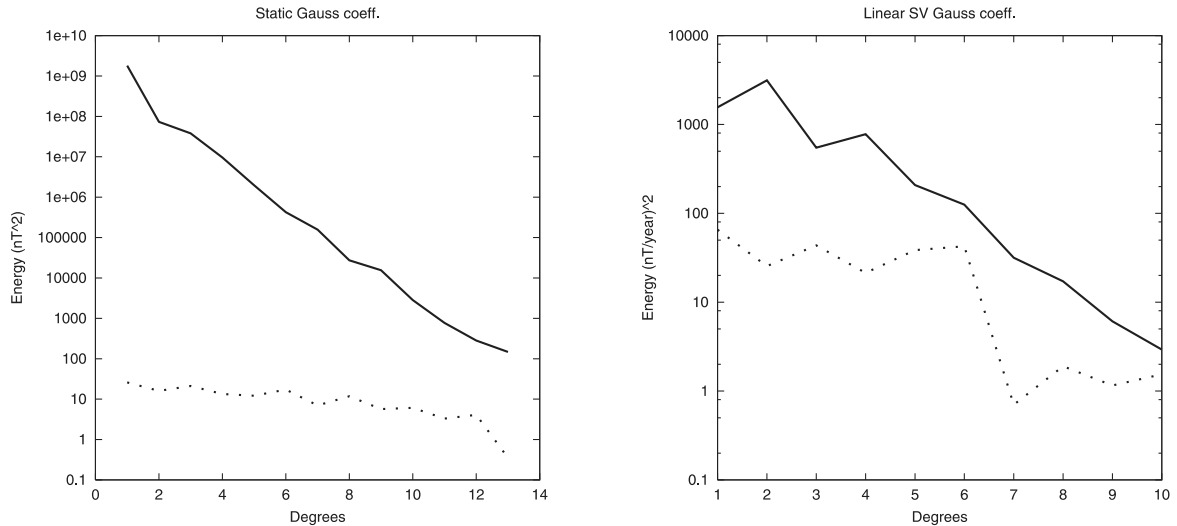 Static Gauss coeff.
Energy (nT^2)
1e+10
1e+09
1e+08
1e+07
1e+06
100000
10000
1000
100
10
1
0.1
0 2 4 6 8 10 12 14
Degrees
Linear SV Gauss coeff.
Energy (nT/year)^2
10000
1000
100
10
1
0.1
1 2 3 4 5 6 7 8 9 10
Degrees